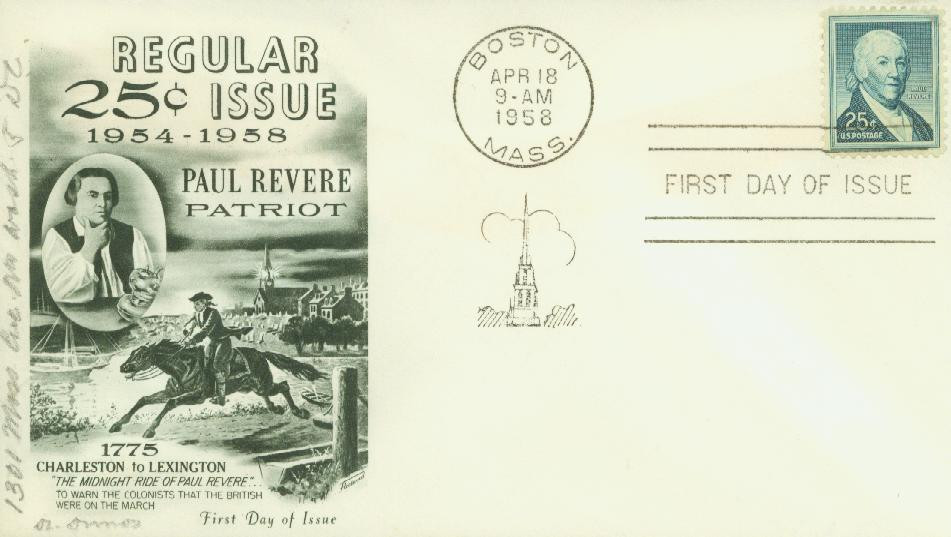 REGULAR
25¢ ISSUE
1954-1958
PAUL REVERE
PATRIOT
1775
CHARLESTON to LEXINGTON
"THE MIDNIGHT RIDE OF PAUL REVERE"...
TO WARN THE COLONISTS THAT THE BRITISH
WERE ON THE MARCH
Fleetwood
First Day of Issue
1301 Mass Ave NW Wash 5 DC
BOSTON
APR 18
9-AM
1958
MASS.
PAUL
REVERE
25¢
U.S. POSTAGE
FIRST DAY OF ISSUE